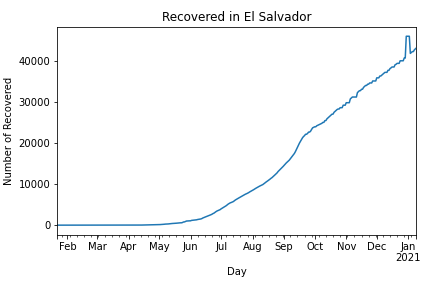 Recovered in El Salvador
Number of Recovered
40000
30000
20000
10000
0
Feb Mar Apr May Jun Jul Aug Sep Oct Nov Dec Jan
2021
Day